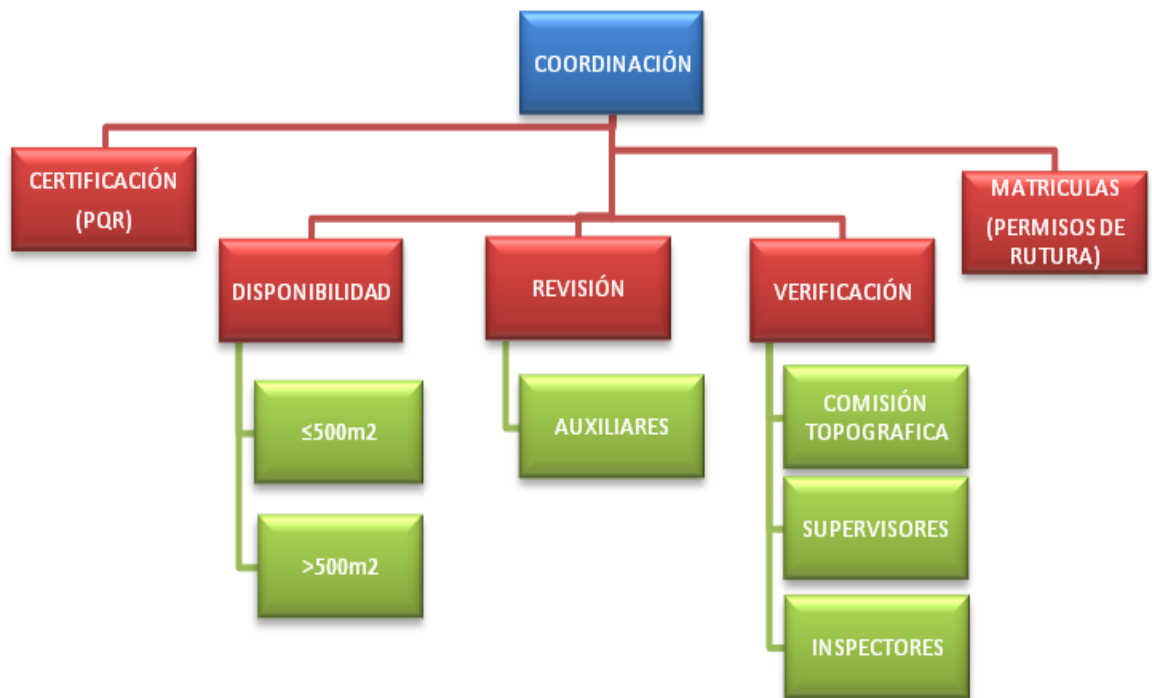 COORDINACIÓN
CERTIFICACIÓN
(PQR)
MATRICULAS
(PERMISOS DE
RUTURA)
DISPONIBILIDAD
REVISIÓN
VERIFICACIÓN
≤500m2
>500m2
AUXILIARES
COMISIÓN
TOPOGRAFICA
SUPERVISORES
INSPECTORES